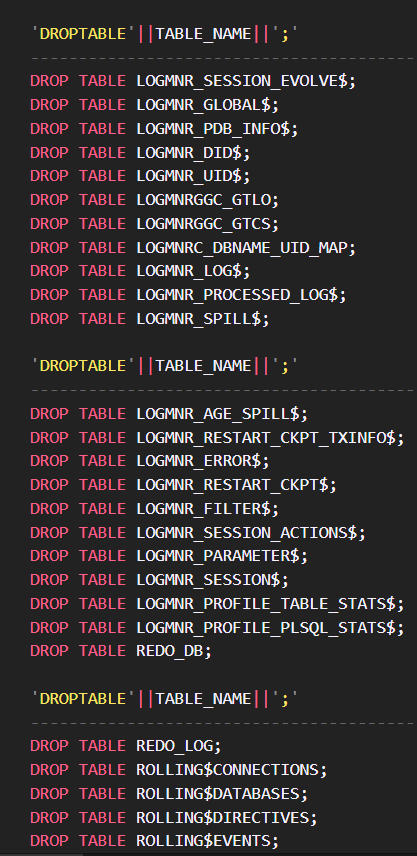 'DROPTABLE'||TABLE_NAME||';'
----------------------------------------
DROP TABLE LOGMNR_SESSION_EVOLVE$;
DROP TABLE LOGMNR_GLOBAL$;
DROP TABLE LOGMNR_PDB_INFO$;
DROP TABLE LOGMNR_DID$;
DROP TABLE LOGMNR_UID$;
DROP TABLE LOGMNRGGC_GTLO;
DROP TABLE LOGMNRGGC_GTCS;
DROP TABLE LOGMNRC_DBNAME_UID_MAP;
DROP TABLE LOGMNR_LOG$;
DROP TABLE LOGMNR_PROCESSED_LOG$;
DROP TABLE LOGMNR_SPILL$;
'DROPTABLE'||TABLE_NAME||';'
----------------------------------------
DROP TABLE LOGMNR_AGE_SPILL$;
DROP TABLE LOGMNR_RESTART_CKPT_TXINFO$;
DROP TABLE LOGMNR_ERROR$;
DROP TABLE LOGMNR_RESTART_CKPT$;
DROP TABLE LOGMNR_FILTER$;
DROP TABLE LOGMNR_SESSION_ACTIONS$;
DROP TABLE LOGMNR_PARAMETER$;
DROP TABLE LOGMNR_SESSION$;
DROP TABLE LOGMNR_PROFILE_TABLE_STATS$;
DROP TABLE LOGMNR_PROFILE_PLSQL_STATS$;
DROP TABLE REDO_DB;
'DROPTABLE'||TABLE_NAME||';'
----------------------------------------
DROP TABLE REDO_LOG;
DROP TABLE ROLLING$CONNECTIONS;
DROP TABLE ROLLING$DATABASES;
DROP TABLE ROLLING$DIRECTIVES;
DROP TABLE ROLLING$EVENTS;